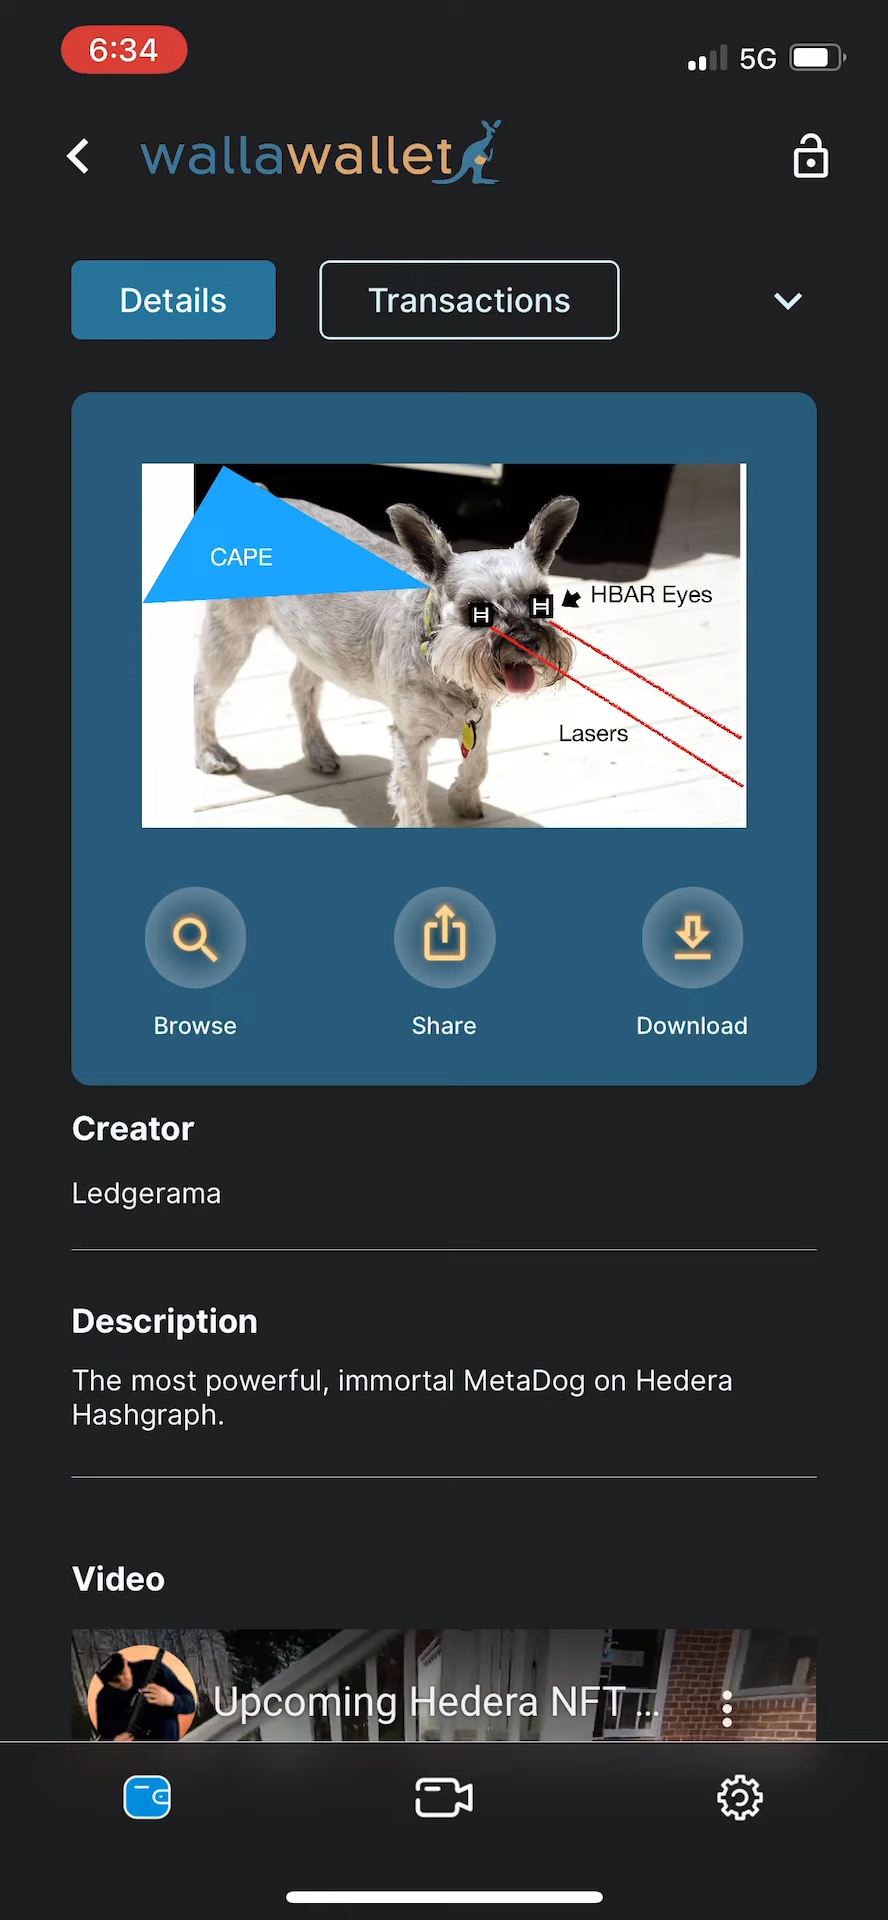 6:34
5G
wallawallet
Details
Transactions
CAPE
HBAR Eyes
H
H
Lasers
Browse
Share
Download
Creator
Ledgerama
Description
The most powerful, immortal MetaDog on Hedera
Hashgraph.
Video
Upcoming Hedera NFT ...